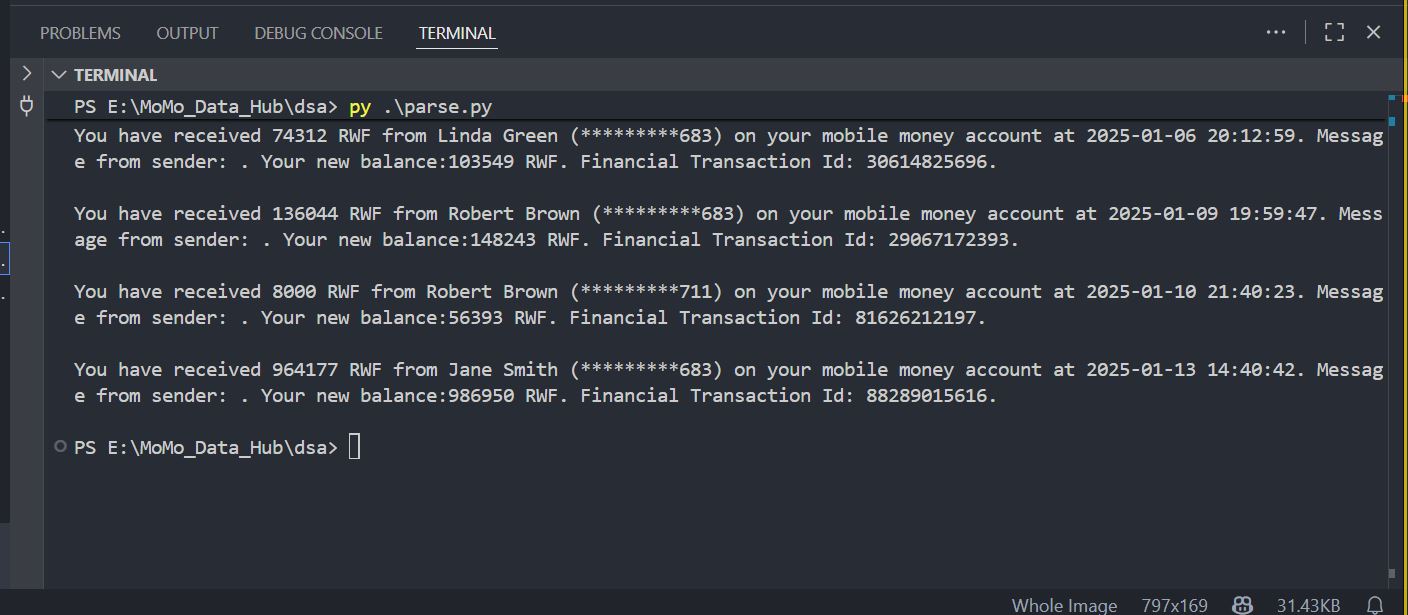 PROBLEMS OUTPUT DEBUG CONSOLE TERMINAL
TERMINAL
PS E:\MoMo_Data_Hub\dsa> py .\parse.py
You have received 74312 RWF from Linda Green (*********683) on your mobile money account at 2025-01-06 20:12:59. Messag
e from sender: . Your new balance:103549 RWF. Financial Transaction Id: 30614825696.
You have received 136044 RWF from Robert Brown (*********683) on your mobile money account at 2025-01-09 19:59:47. Mess
age from sender: . Your new balance:148243 RWF. Financial Transaction Id: 29067172393.
You have received 8000 RWF from Robert Brown (*********711) on your mobile money account at 2025-01-10 21:40:23. Messag
e from sender: . Your new balance:56393 RWF. Financial Transaction Id: 81626212197.
You have received 964177 RWF from Jane Smith (*********683) on your mobile money account at 2025-01-13 14:40:42. Messag
e from sender: . Your new balance:986950 RWF. Financial Transaction Id: 88289015616.
PS E:\MoMo_Data_Hub\dsa>
Whole Image 797x169 31.43KB